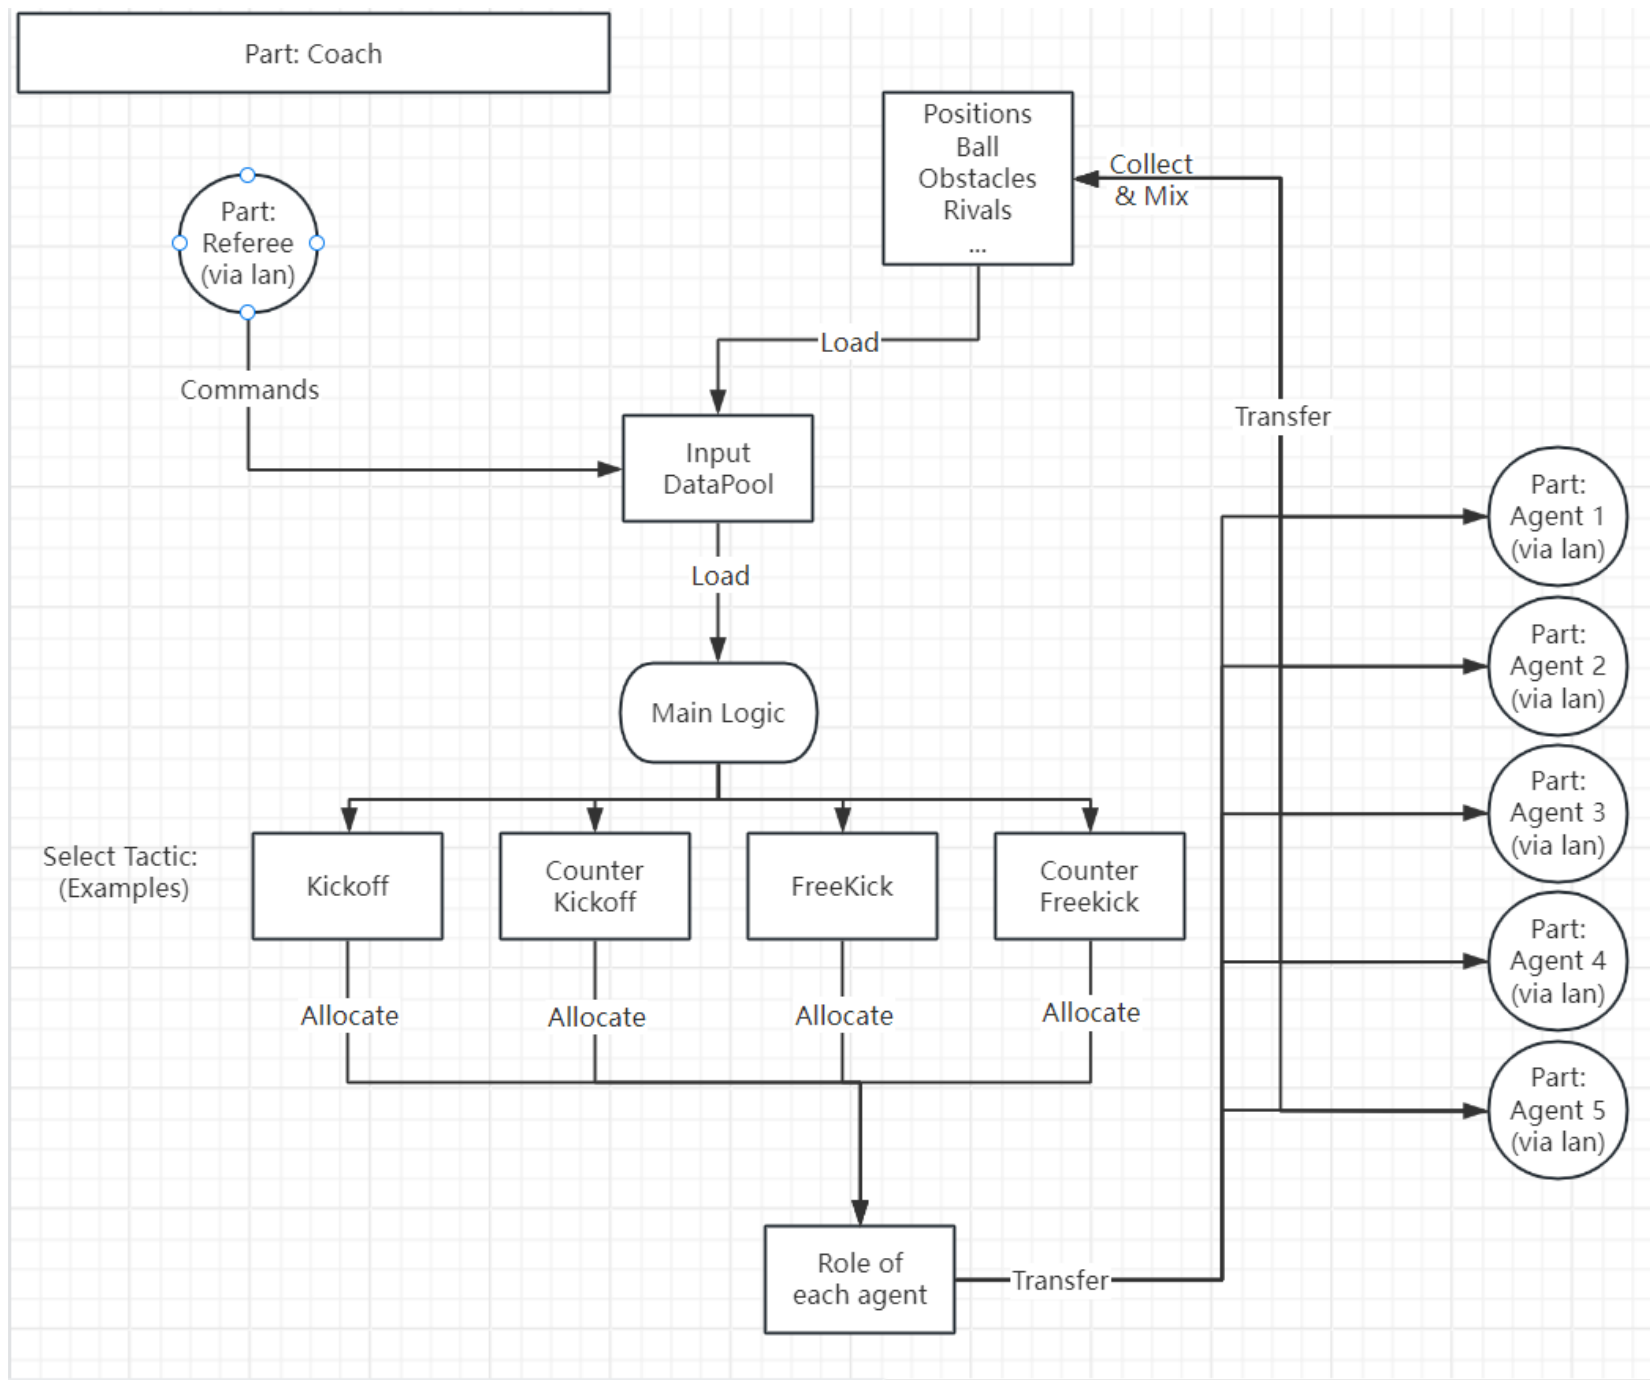 Part: Coach
Positions
Ball
Obstacles
Rivals
...
Collect
& Mix
Part:
Referee
(via lan)
Load
Commands
Transfer
Input
DataPool
Part:
Agent 1
(via lan)
Load
Part:
Agent 2
(via lan)
Main Logic
Part:
Agent 3
(via lan)
Select Tactic:
(Examples)
Kickoff
Counter
Kickoff
FreeKick
Counter
Freekick
Part:
Agent 4
(via lan)
Allocate
Allocate
Allocate
Allocate
Part:
Agent 5
(via lan)
Role of
each agent
Transfer